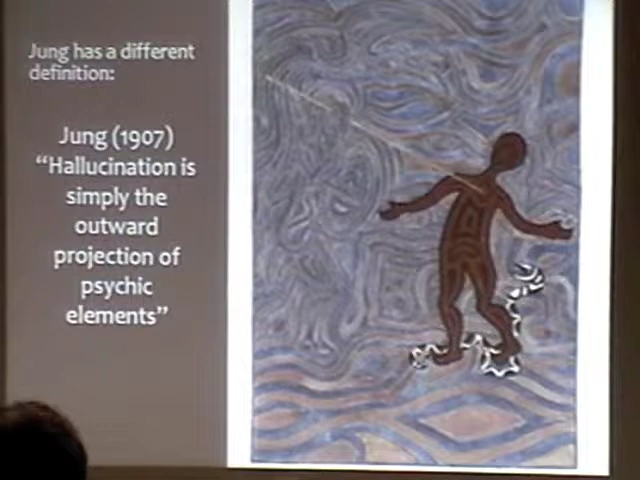 Jung has a different
definition:
Jung (1907)
“Hallucination is
simply the
outward
projection of
psychic
elements”